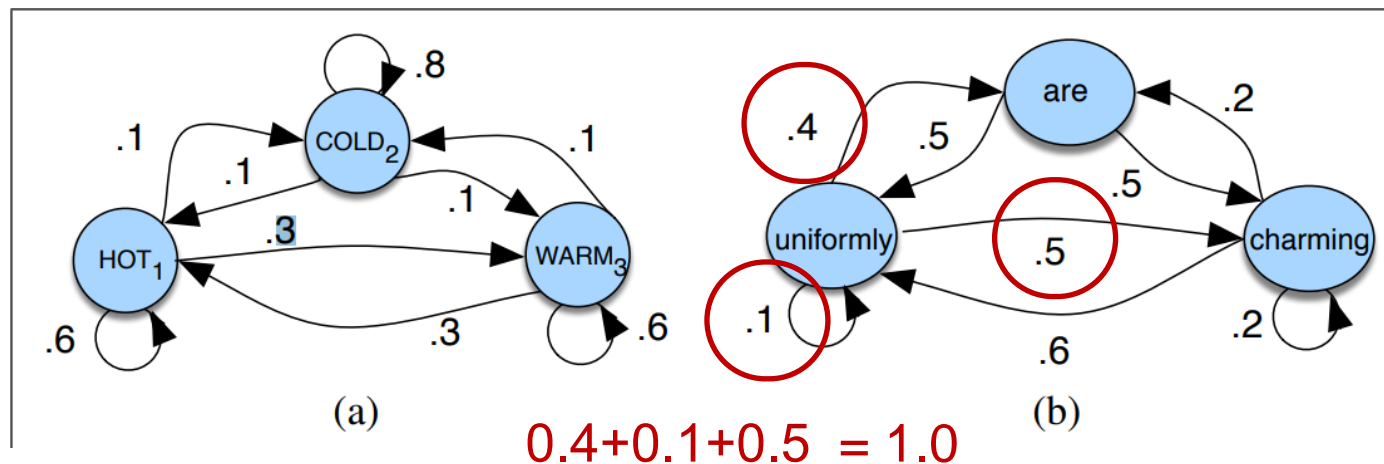 .8
are
.4
.2
.1
COLD2
.1
.5
.1
.1
.5
.3
uniformly
.5
charming
HOT1
WARM3
.1
.6
.3
.6
.6
.2
(a)
(b)
0.4+0.1+0.5 = 1.0